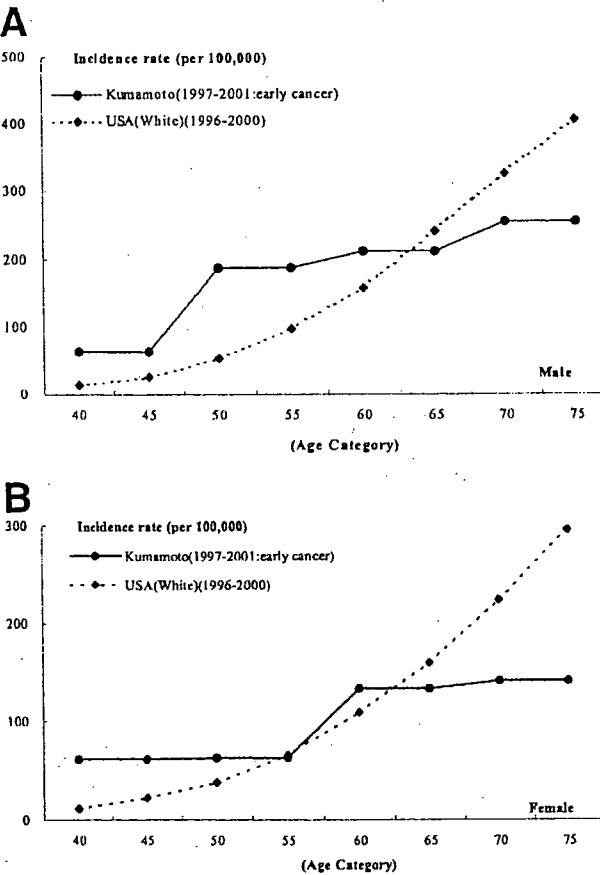 A
500 Incidence rate (per 100,000)
Kumamoto(1997-2001:early cancer)
400 USA(White)(1996-2000)
300
200
100
Male
0
40 45 50 55 60 65 70 75
(Age Category)
B
300 Incidence rate (per 100,000)
Kumamoto(1997-2001:early cancer)
USA(White)(1996-2000)
200
100
Female
0
40 45 50 55 60 65 70 75
(Age Category)